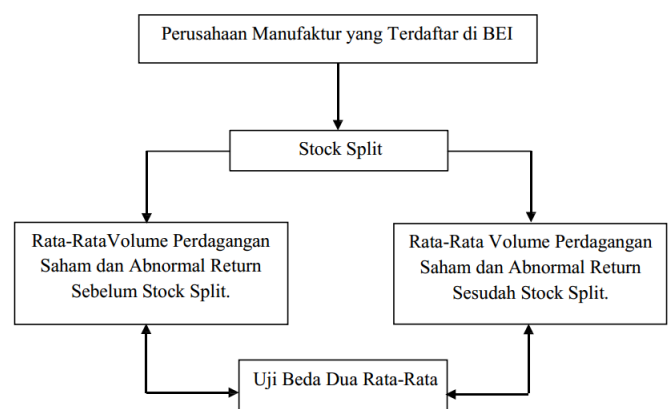 Perusahaan Manufaktur yang Terdaftar di BEI
Stock Split
Rata-RataVolume Perdagangan
Saham dan Abnormal Return
Sebelum Stock Split.
Rata-Rata Volume Perdagangan
Saham dan Abnormal Return
Sesudah Stock Split.
Uji Beda Dua Rata-Rata